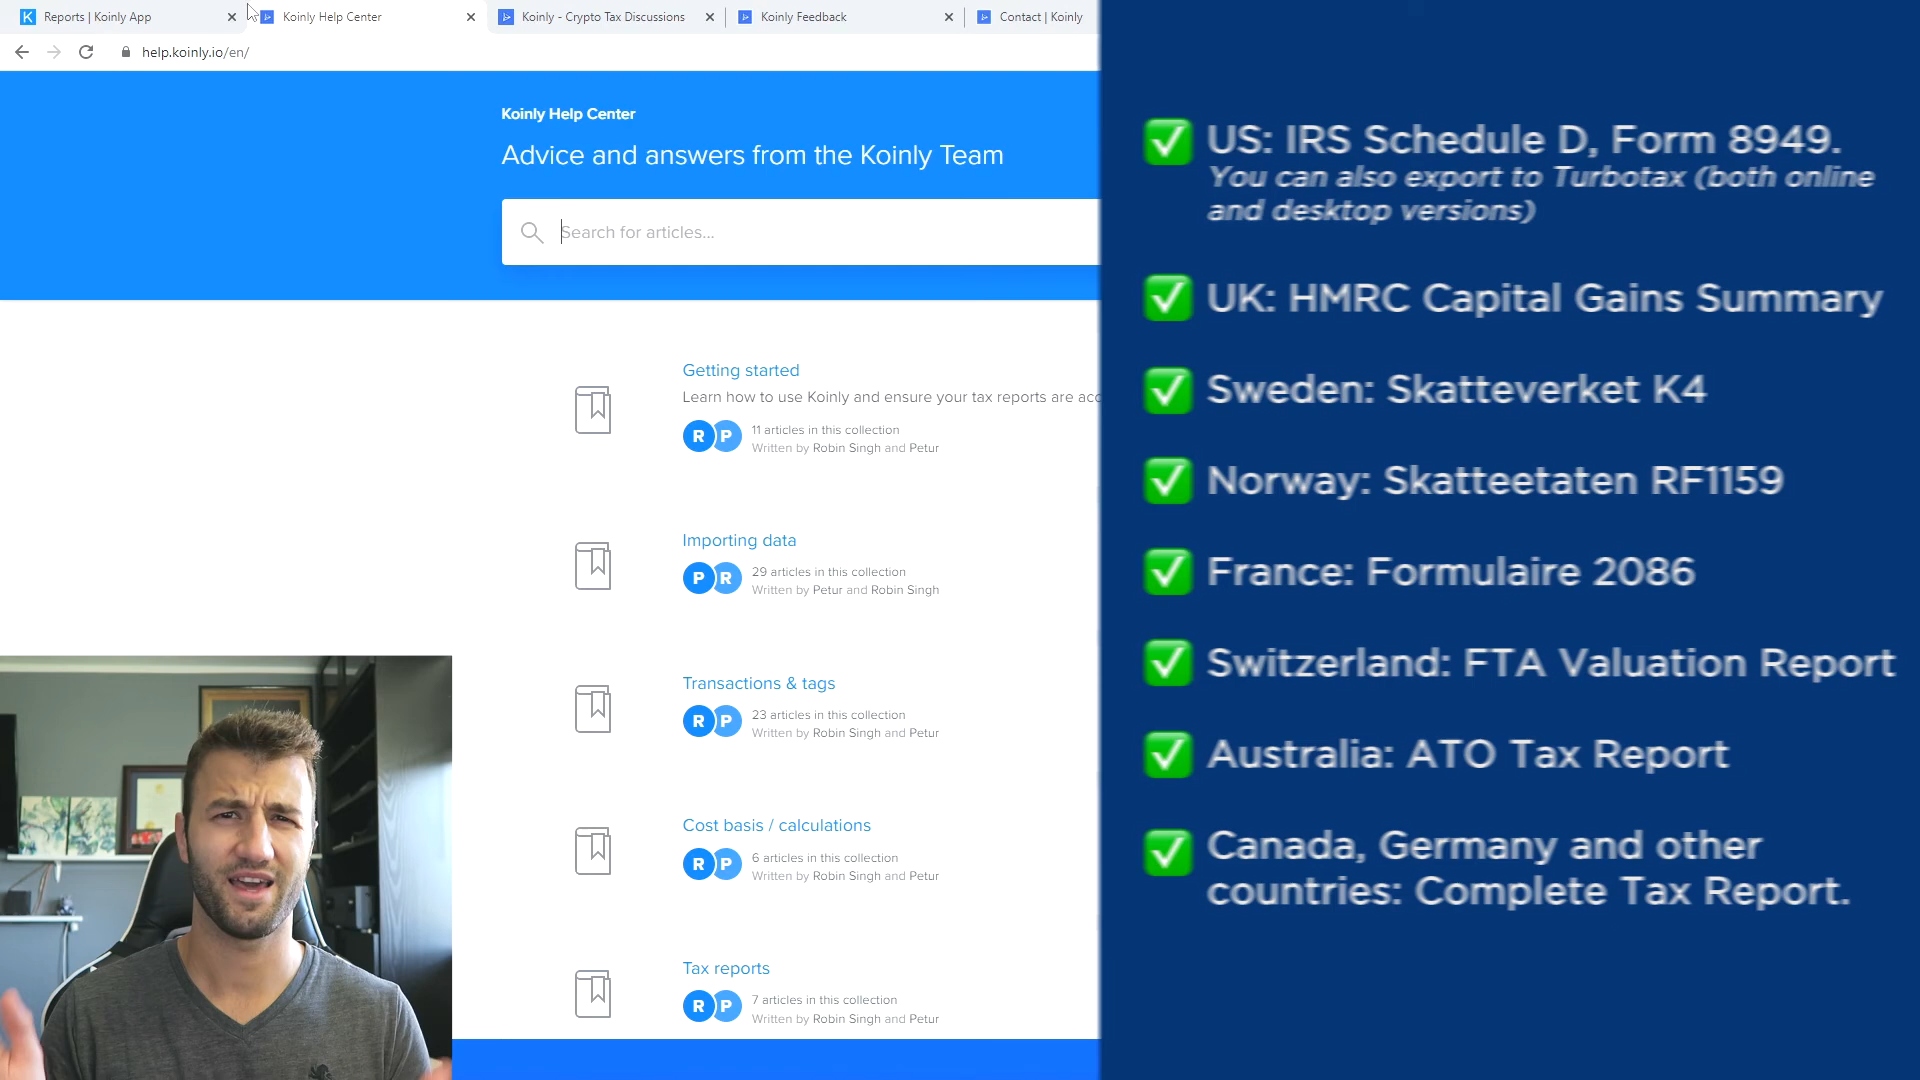 Reports | Koinly App
Koinly Help Center
Koinly - Crypto Tax Discussions
Koinly Feedback
Contact | Koinly
help.koinly.io/en/
Koinly Help Center
Advice and answers from the Koinly Team
Search for articles...
Getting started
Learn how to use Koinly and ensure your tax reports are acc
R P
11 articles in this collection
Written by Robin Singh and Petur
Importing data
P R
29 articles in this collection
Written by Petur and Robin Singh
Transactions & tags
R P
23 articles in this collection
Written by Robin Singh and Petur
Cost basis / calculations
R P
6 articles in this collection
Written by Robin Singh and Petur
Tax reports
R P
7 articles in this collection
Written by Robin Singh and Petur
US: IRS Schedule D, Form 8949.
You can also export to Turbotax (both online
and desktop versions)
UK: HMRC Capital Gains Summary
Sweden: Skatteverket K4
Norway: Skatteetaten RF1159
France: Formulaire 2086
Switzerland: FTA Valuation Report
Australia: ATO Tax Report
Canada, Germany and other
countries: Complete Tax Report.